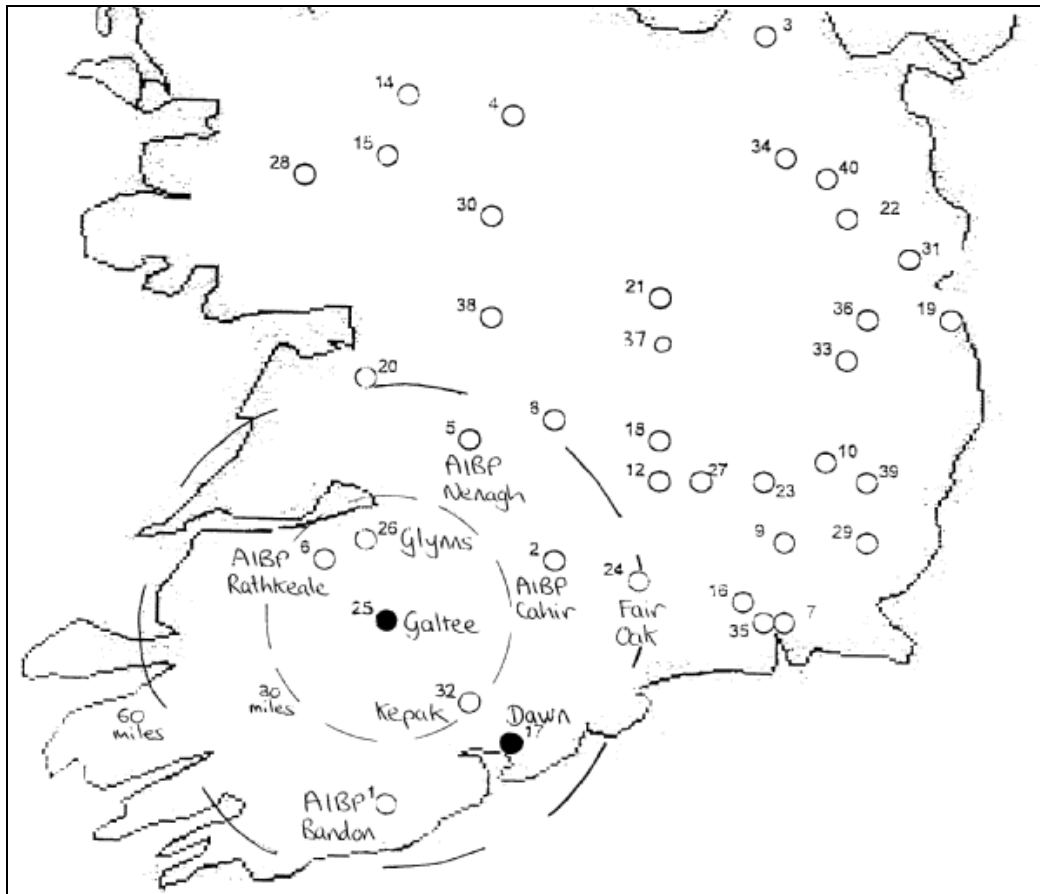 3
14
4
15
28
34
40
30
22
31
21
38
36
19
37
33
20
8
5
18
AIBP
Nenagh
10
12
27
23
39
26
Glynns
9
29
6
AIBP
Rathkeale
2
AIBP
Cahir
24
Fair
Oak
16
35
7
25
Galtee
30
miles
32
Kepak
60
miles
Dawn
17
AIBP
Bandon
1